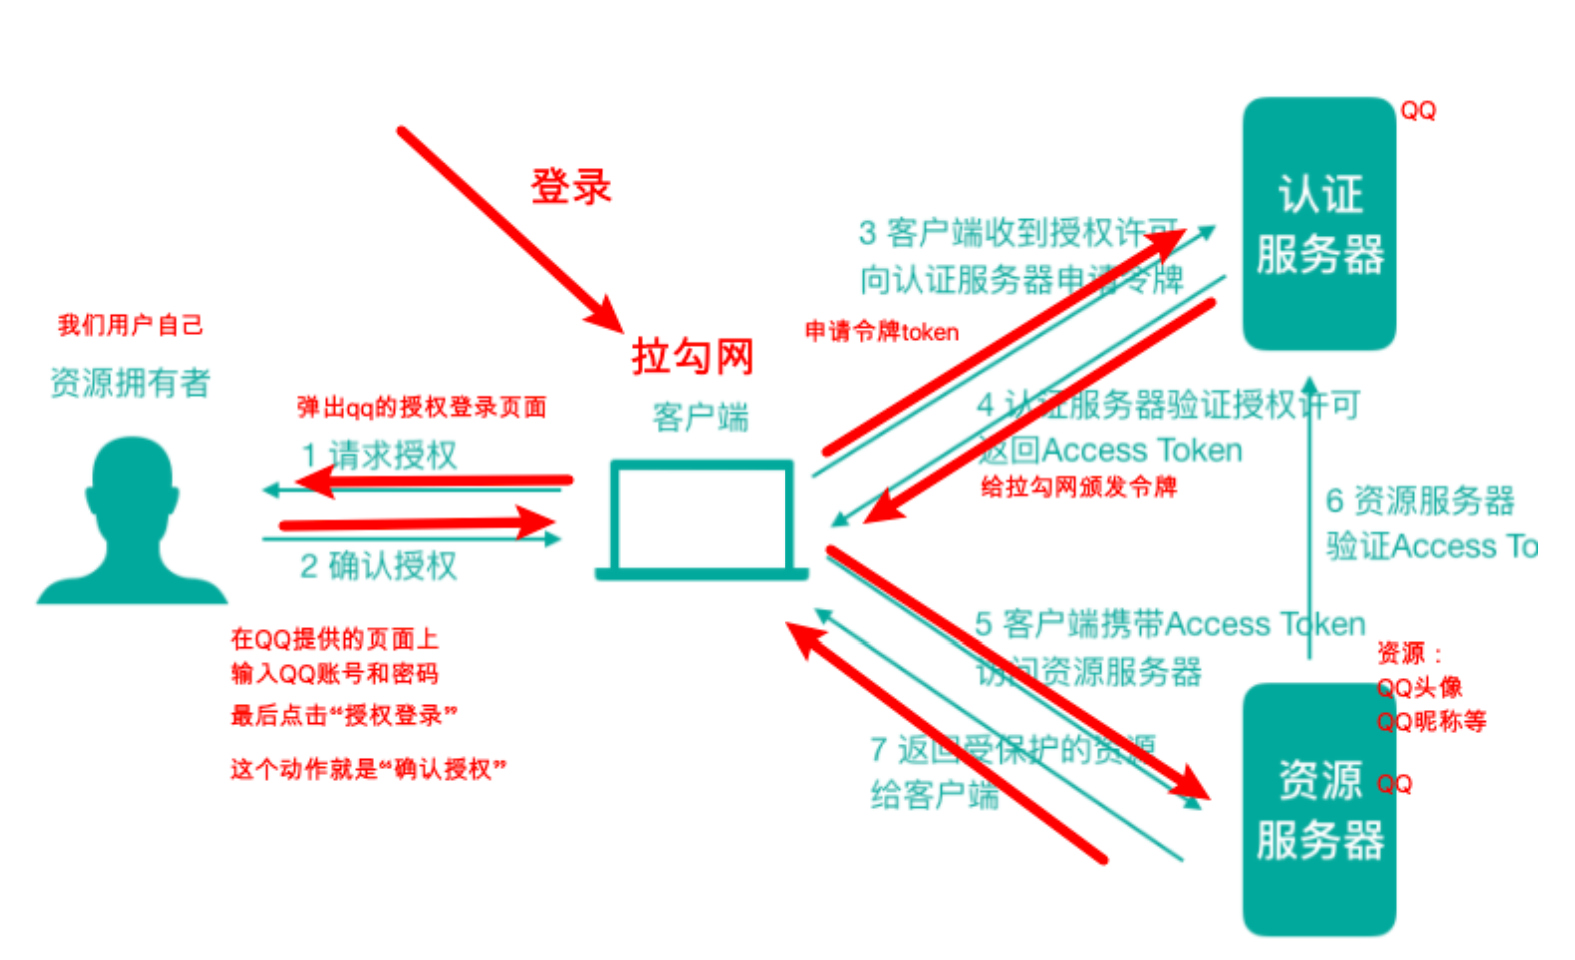 QQ
认证
服务器
登录
3 客户端收到授权许可
向认证服务器申请令牌
我们用户自己
申请令牌token
拉勾网
资源拥有者
弹出qq的授权登录页面
客户端
4 认证服务器验证授权许可
返回Access Token
1 请求授权
给拉勾网颁发令牌
6 资源服务器
验证Access To
2 确认授权
在QQ提供的页面上
输入QQ账号和密码
最后点击“授权登录”
这个动作就是“确认授权”
5 客户端携带Access Token
访问资源服务器
资源：
QQ头像
QQ昵称等
7 返回受保护的资源
给客户端
QQ
资源
服务器